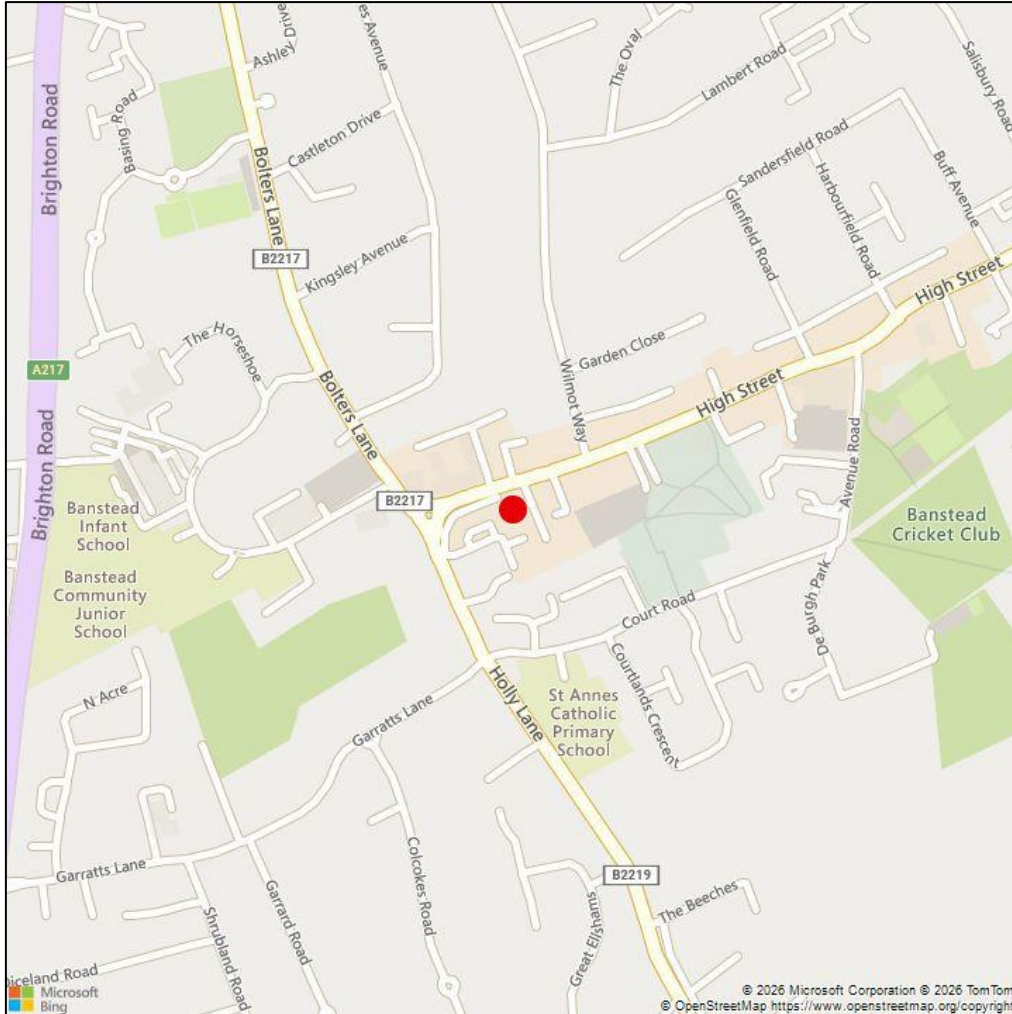 Ashley Drive
es Avenue
The Oval
Lambert Road
Salisbury Road
Brighton Road
Basing Road
Castleton Drive
Bolters Lane
Sandersfield Road
Buff Avenue
Glenfield Road
Harbourfield Road
B2217
Kingsley Avenue
High Street
The Horseshoe
Garden Close
Wilmot Way
A217
Bolters Lane
High Street
Brighton Road
B2217
Avenue Road
Banstead
Infant
School
Banstead
Cricket Club
Banstead
Community
Junior
School
Court Road
De Burgh Park
N Acre
Garratts Lane
Holly Lane
St Annes
Catholic
Primary
School
Courtlands Crescent
Garratts Lane
Colcokes Road
B2219
The Beeches
Garrard Road
Shrubland Road
Great Ellshams
oiceland Road
Microsoft
Bing
© 2026 Microsoft Corporation © 2026 TomTom
© OpenStreetMap https://www.openstreetmap.org/copyright